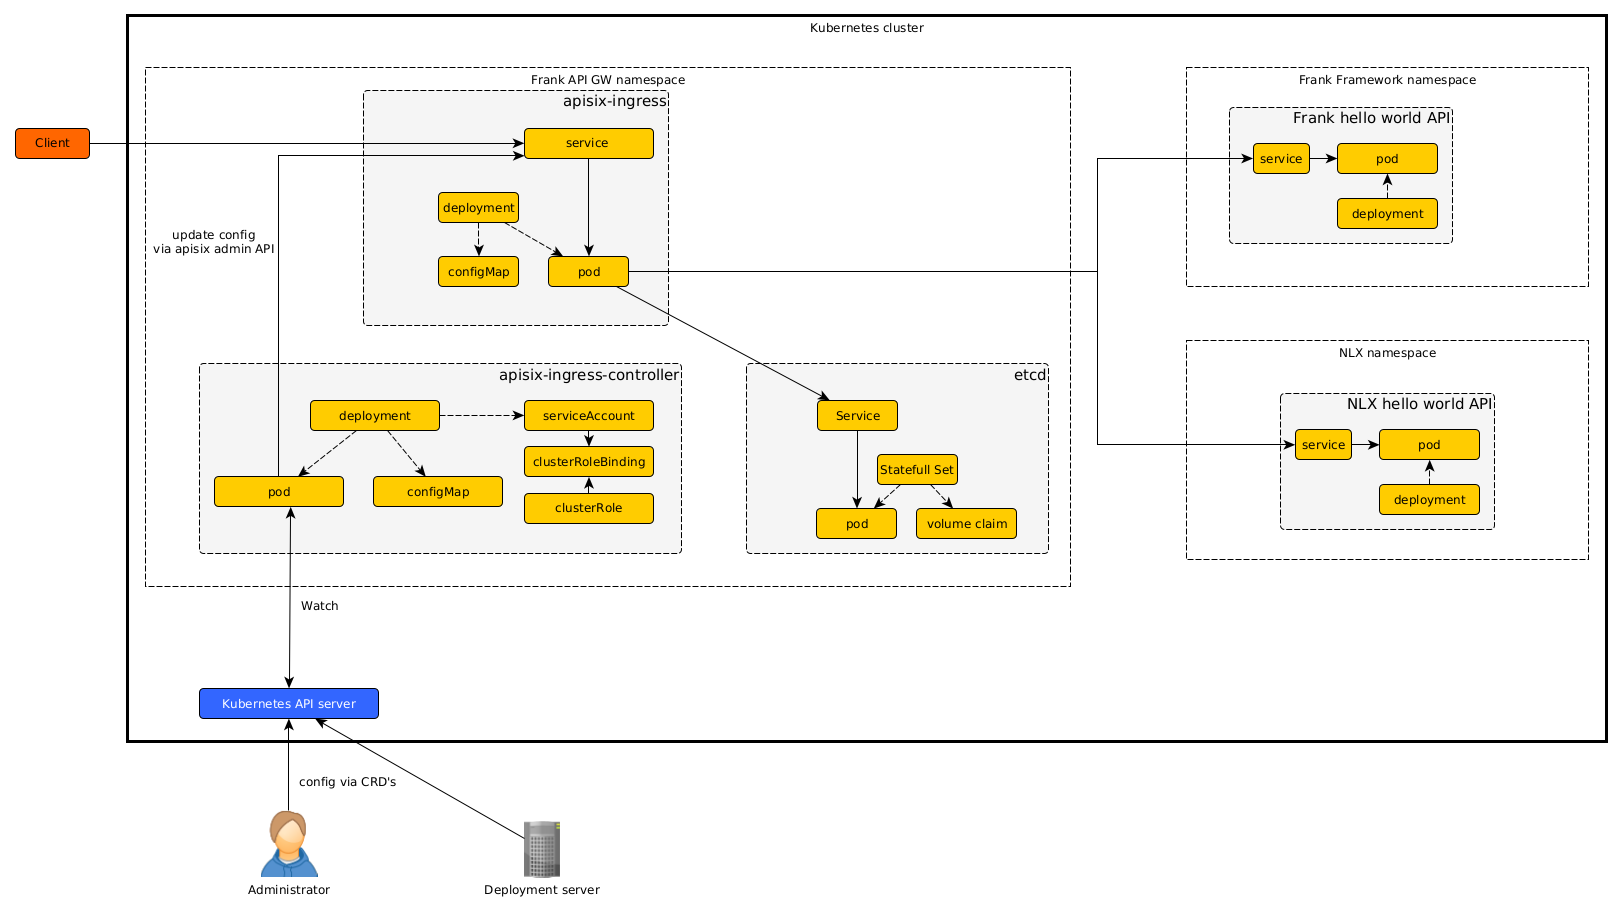 Kubernetes cluster
Frank API GW namespace
apisix-ingress
Client
service
update config
via apisix admin API
deployment
configMap
pod
apisix-ingress-controller
deployment
serviceAccount
clusterRoleBinding
pod
configMap
clusterRole
etcd
Service
Statefull Set
pod
volume claim
Frank Framework namespace
Frank hello world API
service
pod
deployment
NLX namespace
NLX hello world API
service
pod
deployment
Watch
Kubernetes API server
config via CRD's
Administrator
Deployment server